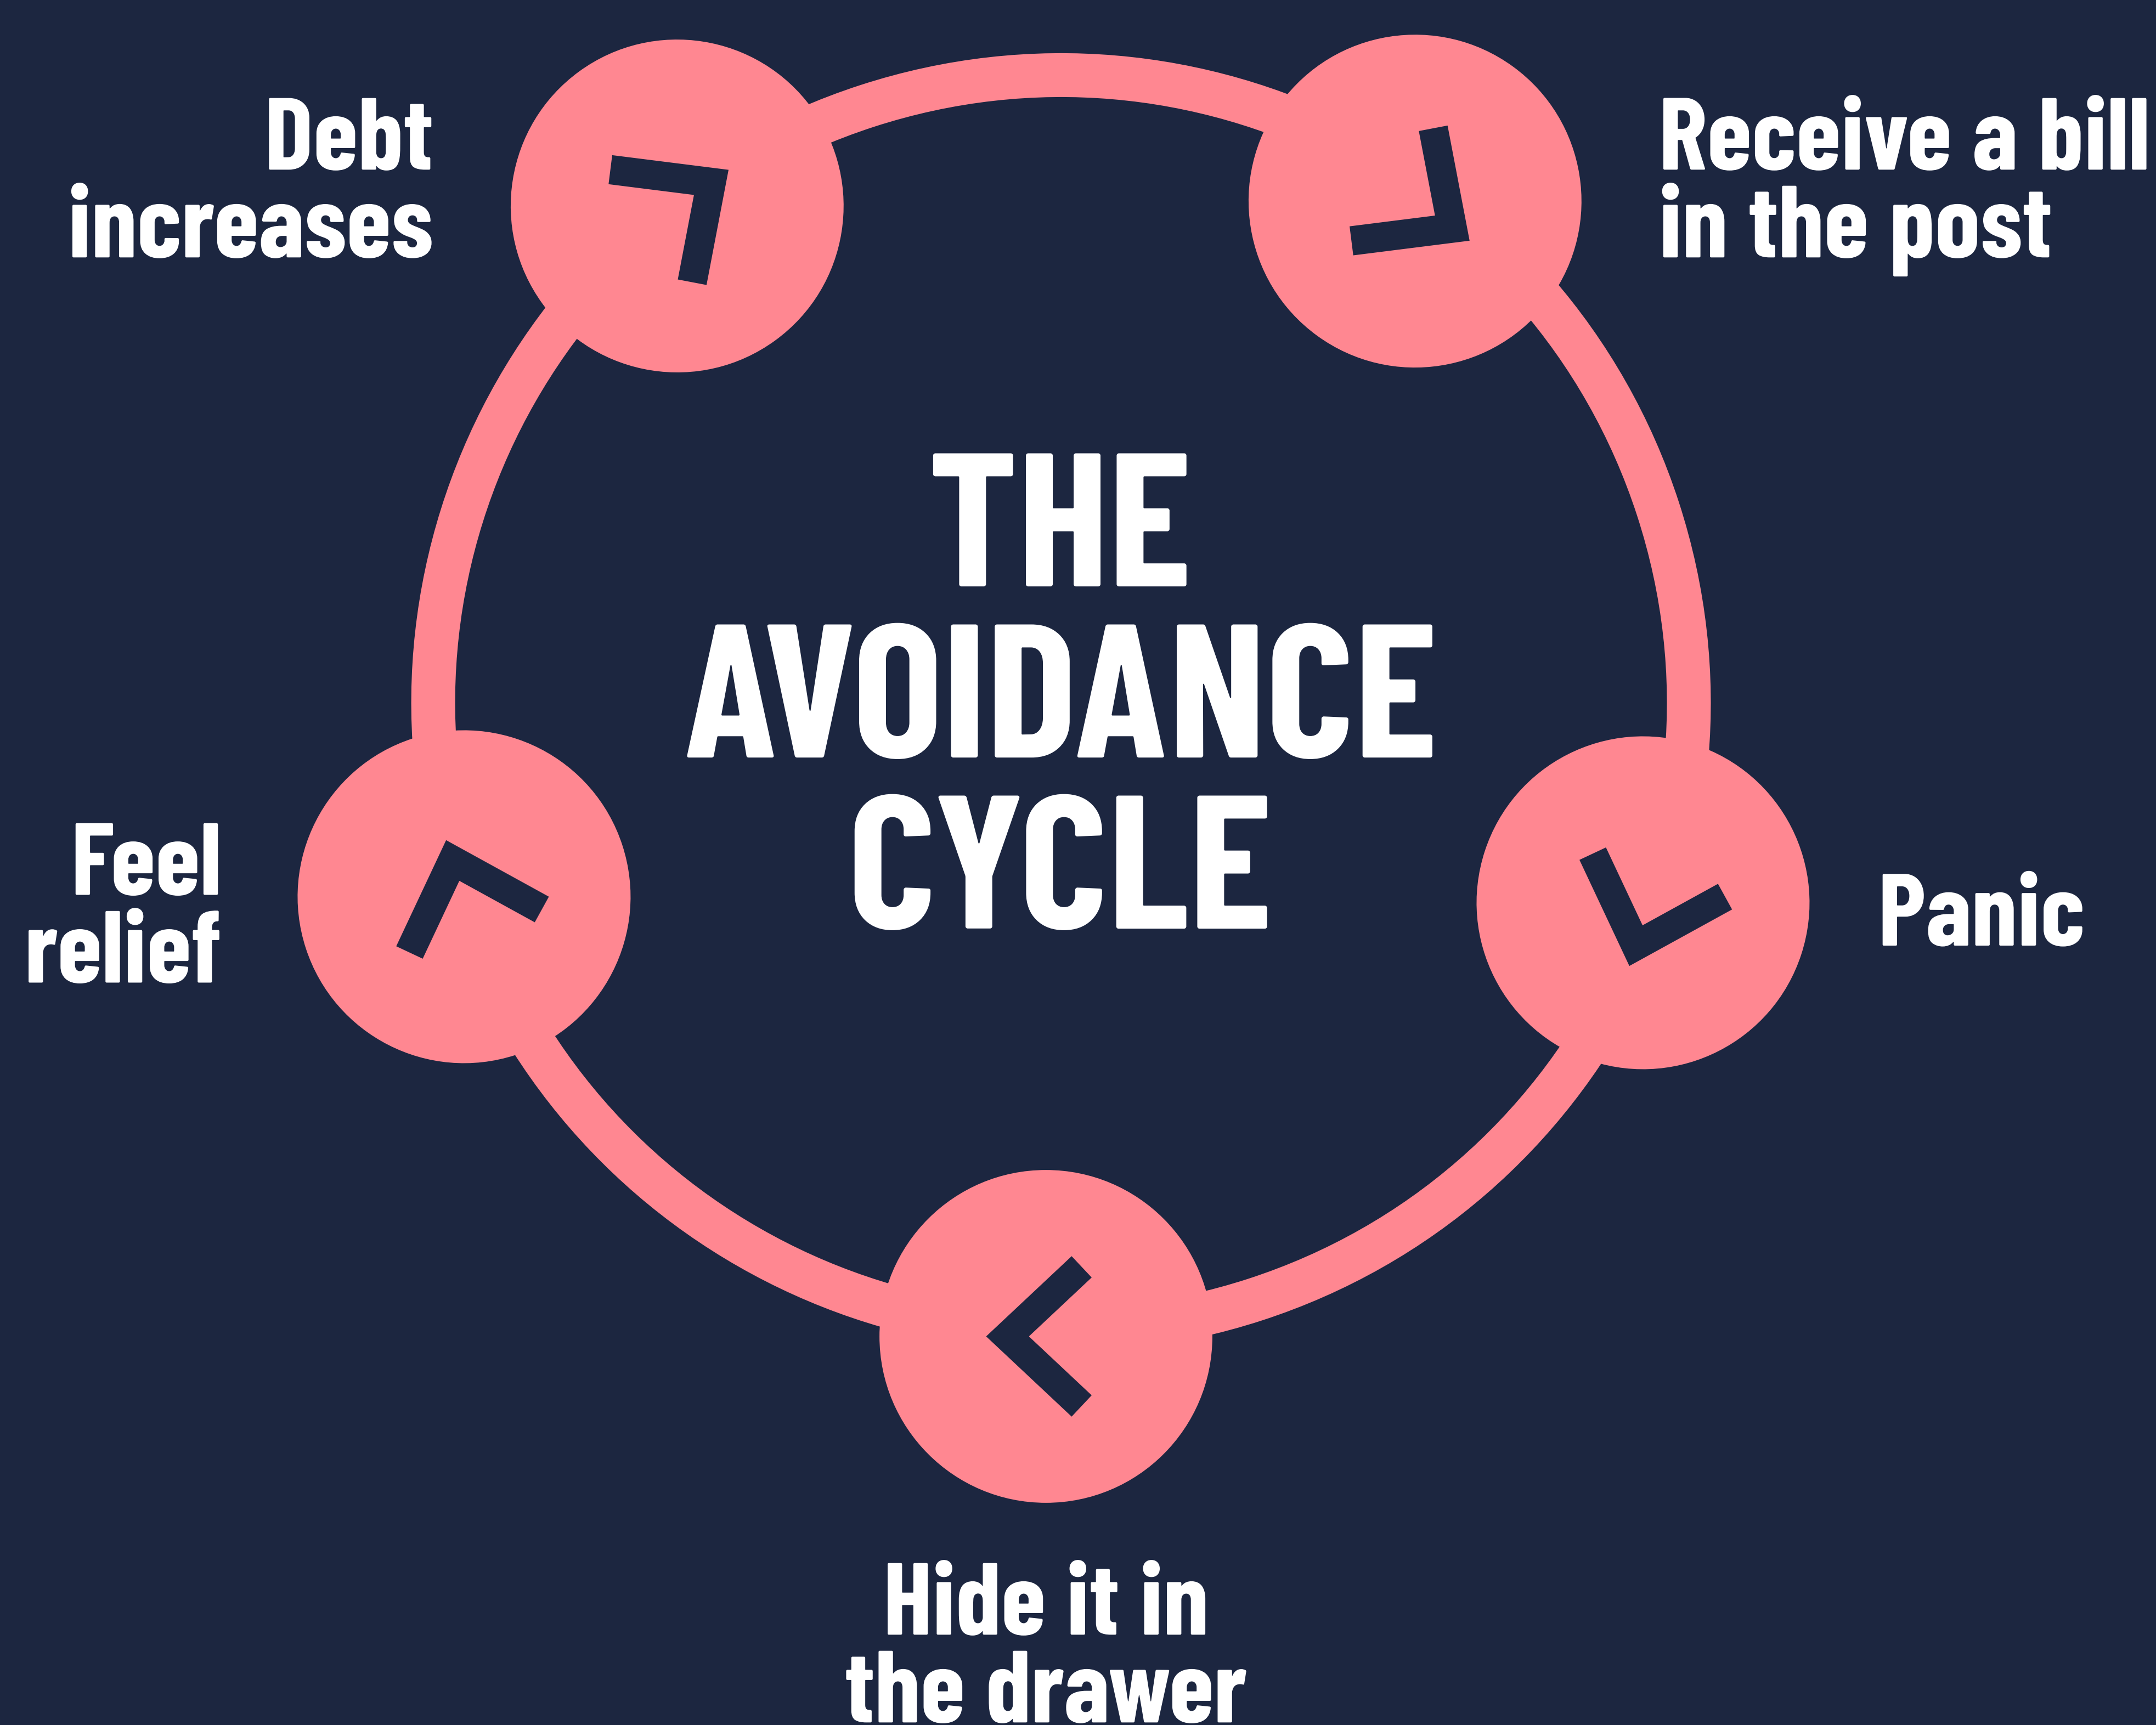 Debt
increases
Receive a bill
in the post
THE
AVOIDANCE
CYCLE
Feel
relief
Panic
Hide it in
the drawer